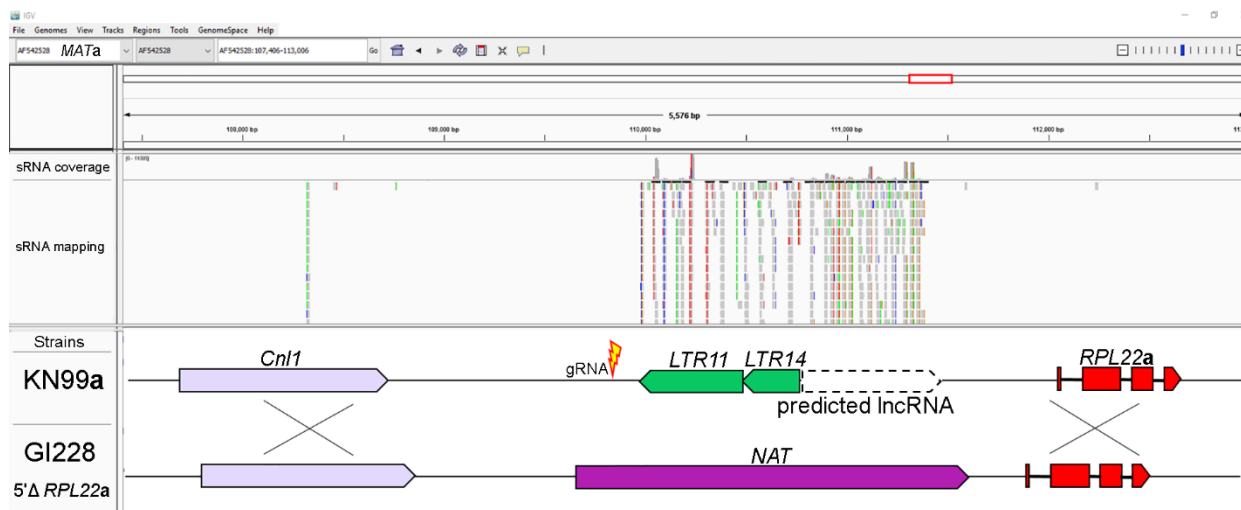 IGV
File Genomes View Tracks Regions Tools GenomeSpace Help
AF542528 MATa AF542528 AF542528:107,406-113,006 Go
5,576 bp
108,000 bp 109,000 bp 110,000 bp 111,000 bp 112,000 bp
sRNA coverage
sRNA mapping
Strains
KN99a Cnl1 gRNA LTR11 LTR14 predicted lncRNA RPL22a
GI228 NAT
5'Δ RPL22a